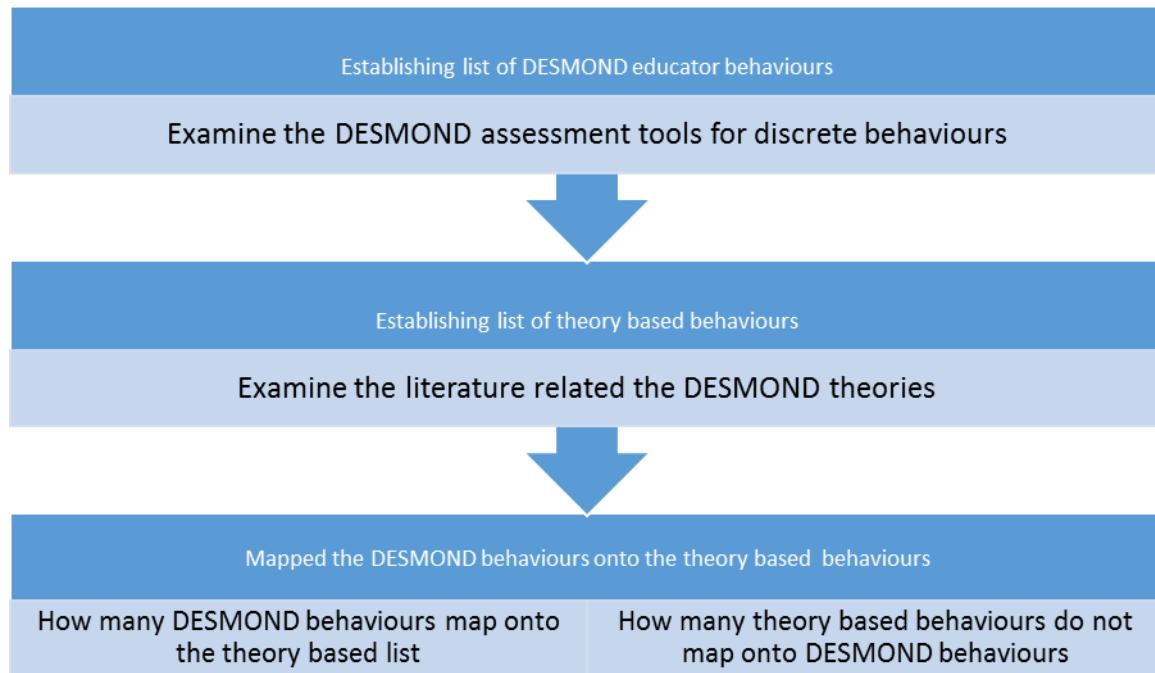 Establishing list of DESMOND educator behaviours
Examine the DESMOND assessment tools for discrete behaviours
Establishing list of theory based behaviours
Examine the literature related the DESMOND theories
Mapped the DESMOND behaviours onto the theory based behaviours
How many DESMOND behaviours map onto
the theory based list
How many theory based behaviours do not
map onto DESMOND behaviours